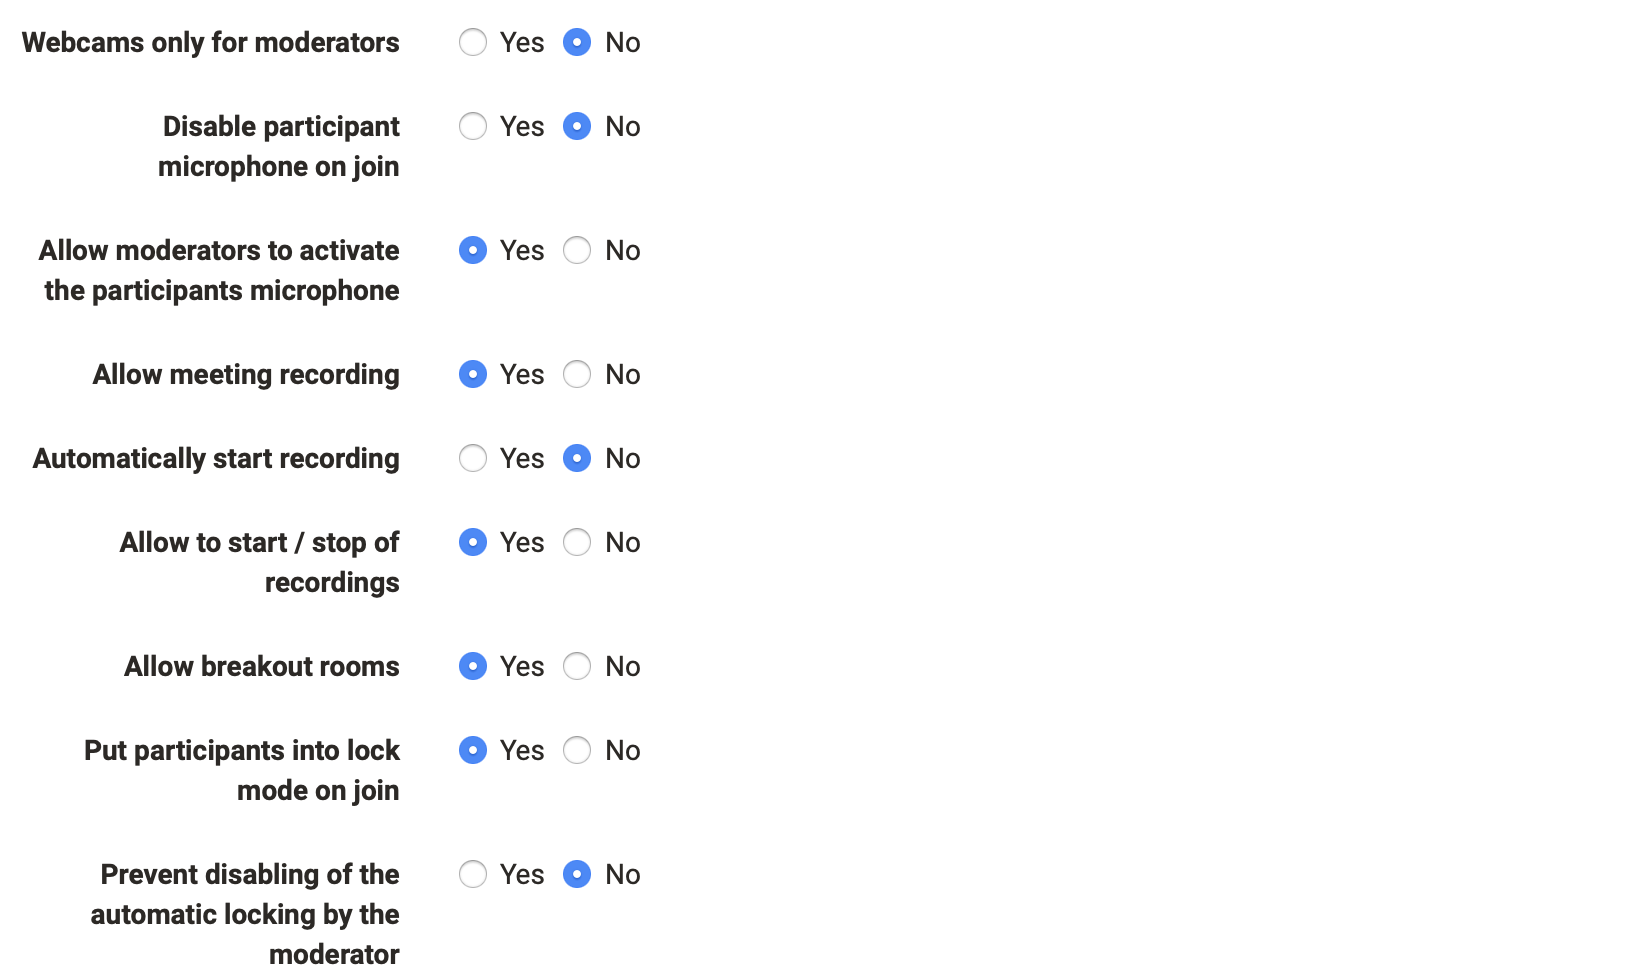 Webcams only for moderators Yes No
Disable participant Yes No
microphone on join
Allow moderators to activate Yes No
the participants microphone
Allow meeting recording Yes No
Automatically start recording Yes No
Allow to start / stop of Yes No
recordings
Allow breakout rooms Yes No
Put participants into lock Yes No
mode on join
Prevent disabling of the Yes No
automatic locking by the
moderator